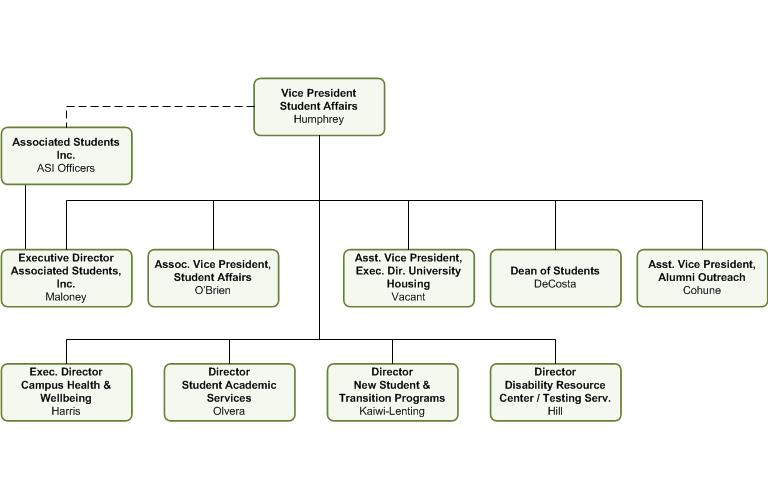 Vice President
Student Affairs
Humphrey
Associated Students
Inc.
ASI Officers
Executive Director
Associated Students,
Inc.
Maloney
Assoc. Vice President,
Student Affairs
O'Brien
Asst. Vice President,
Exec. Dir. University
Housing
Vacant
Dean of Students
DeCosta
Asst. Vice President,
Alumni Outreach
Cohune
Exec. Director
Campus Health &
Wellbeing
Harris
Director
Student Academic
Services
Olvera
Director
New Student &
Transition Programs
Kaiwi-Lenting
Director
Disability Resource
Center / Testing Serv.
Hill